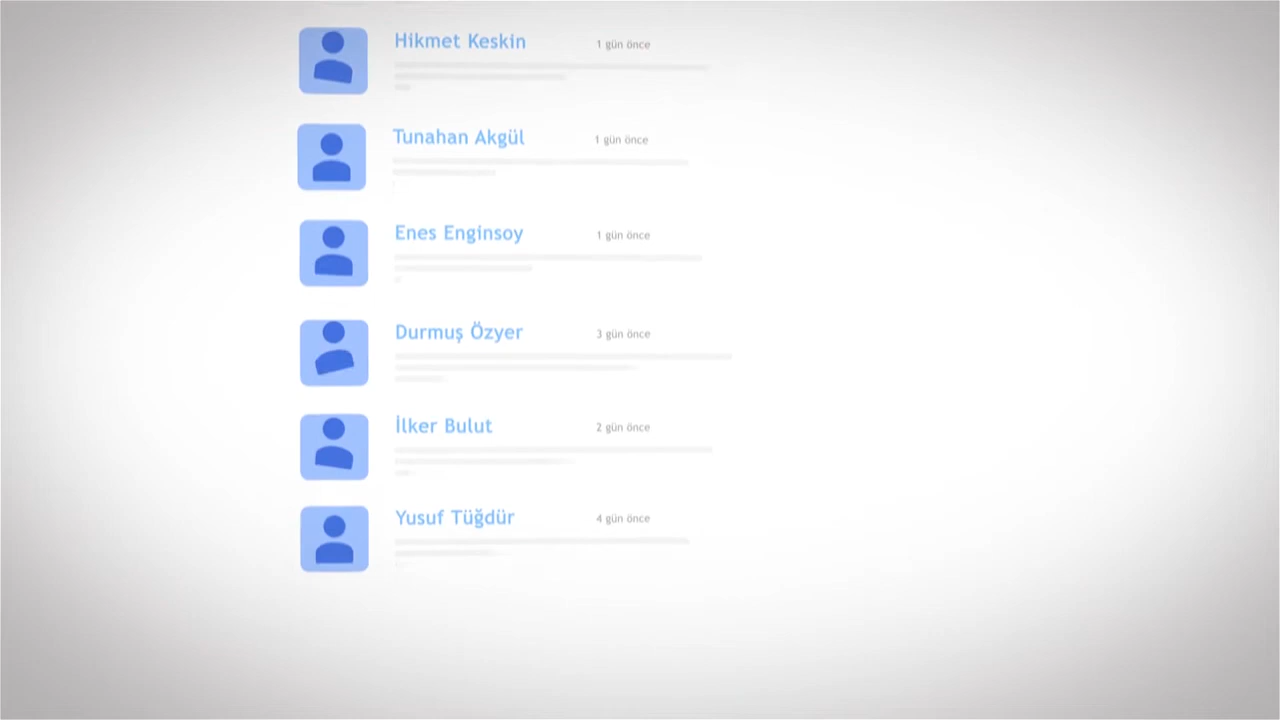 Hikmet Keskin 1 gün önce
Tunahan Akgül 1 gün önce
Enes Enginsoy 1 gün önce
Durmuş Özyer 3 gün önce
İlker Bulut 2 gün önce
Yusuf Tüğdür 4 gün önce